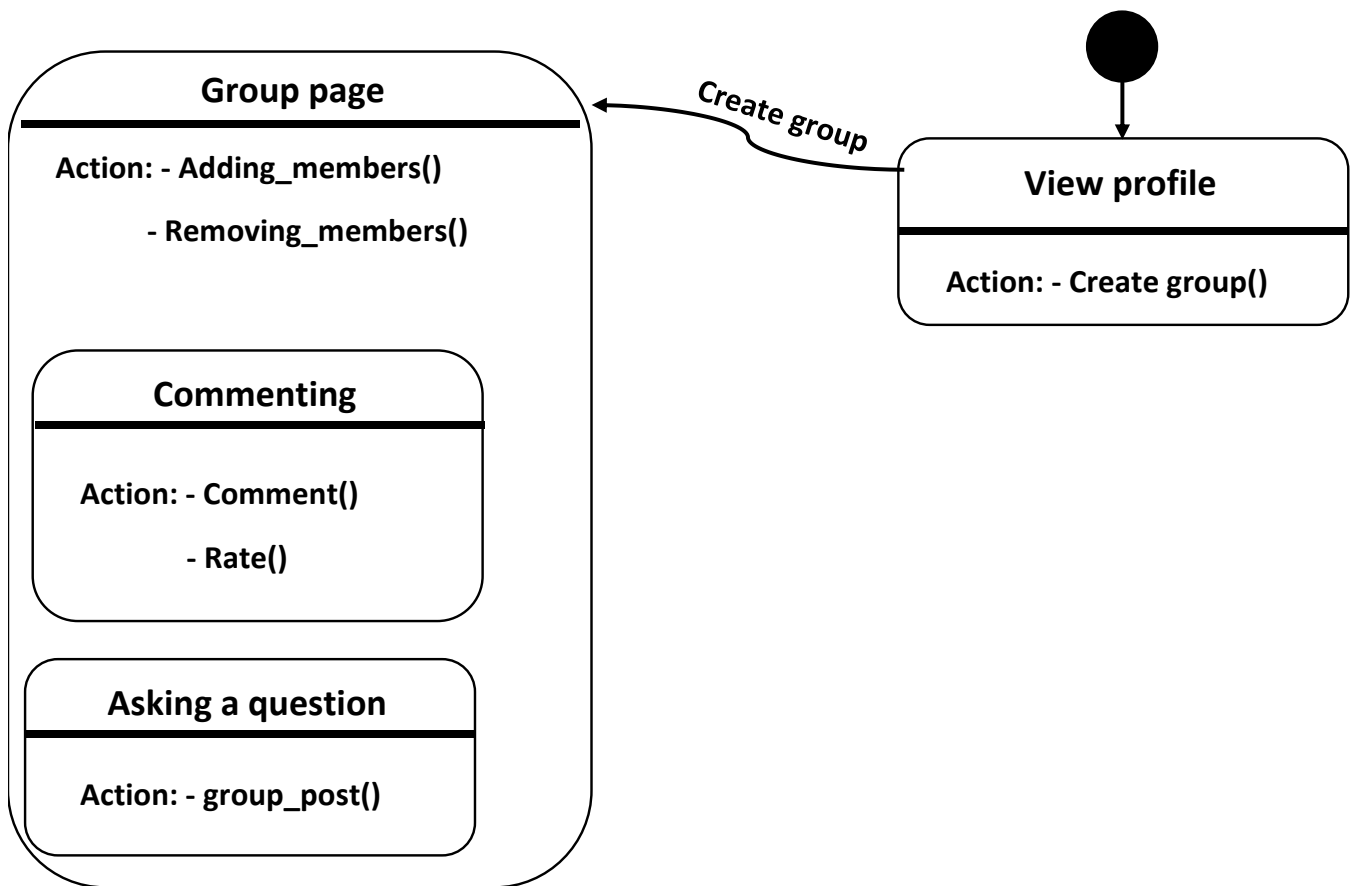 Group page
Action: - Adding_members()
- Removing_members()
Commenting
Action: - Comment()
- Rate()
Asking a question
Action: - group_post()
Create group
View profile
Action: - Create group()